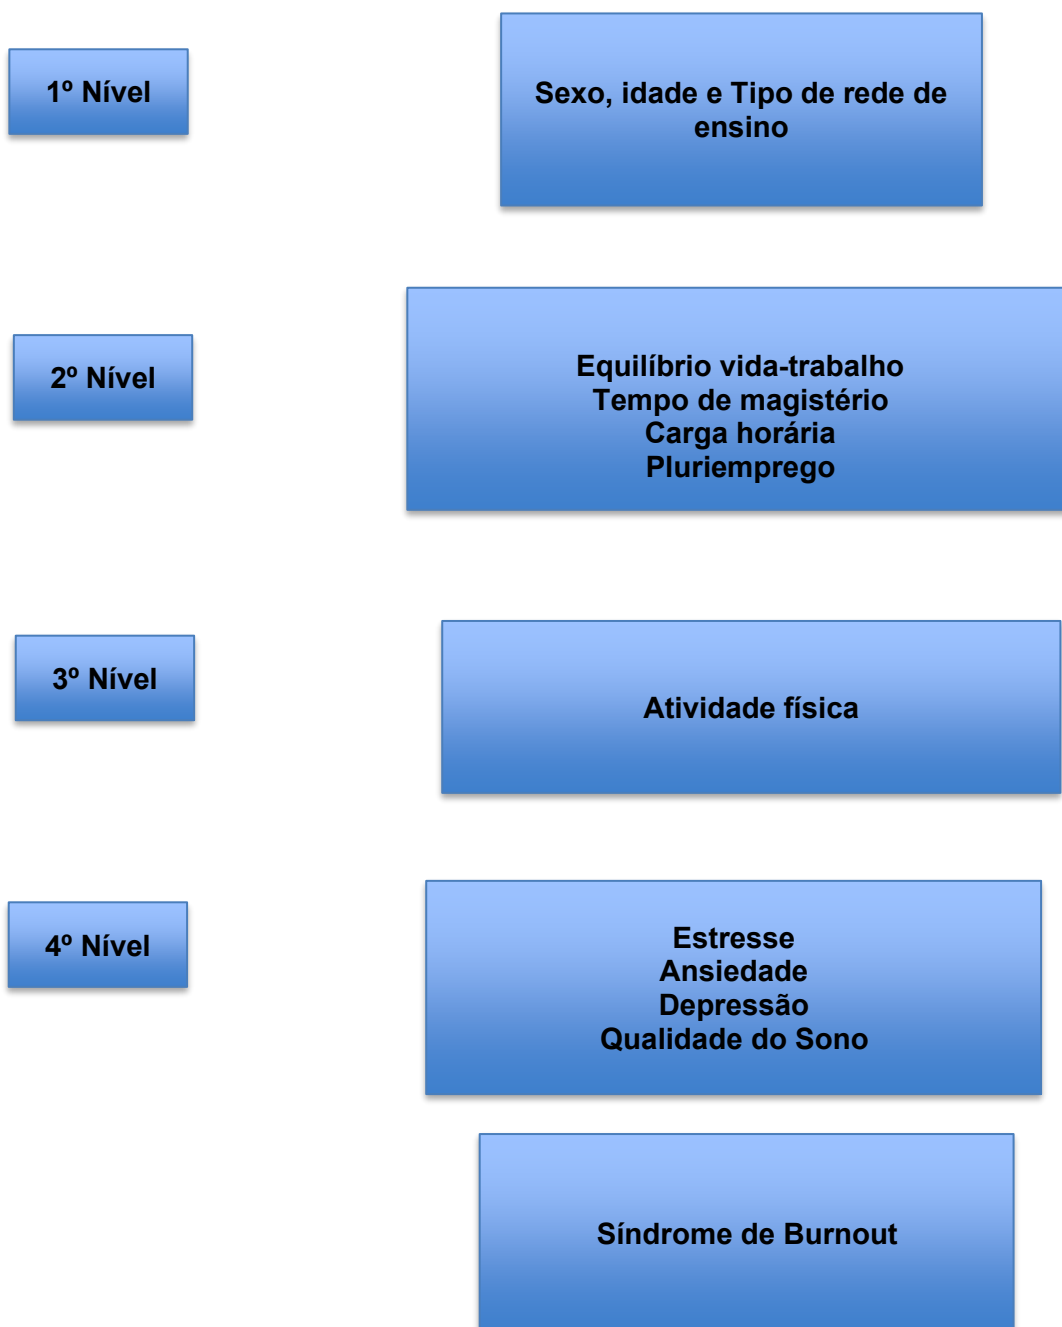 1º Nível
Sexo, idade e Tipo de rede de
ensino
2º Nível
Equilíbrio vida-trabalho
Tempo de magistério
Carga horária
Pluriemprego
3º Nível
Atividade física
4º Nível
Estresse
Ansiedade
Depressão
Qualidade do Sono
Síndrome de Burnout